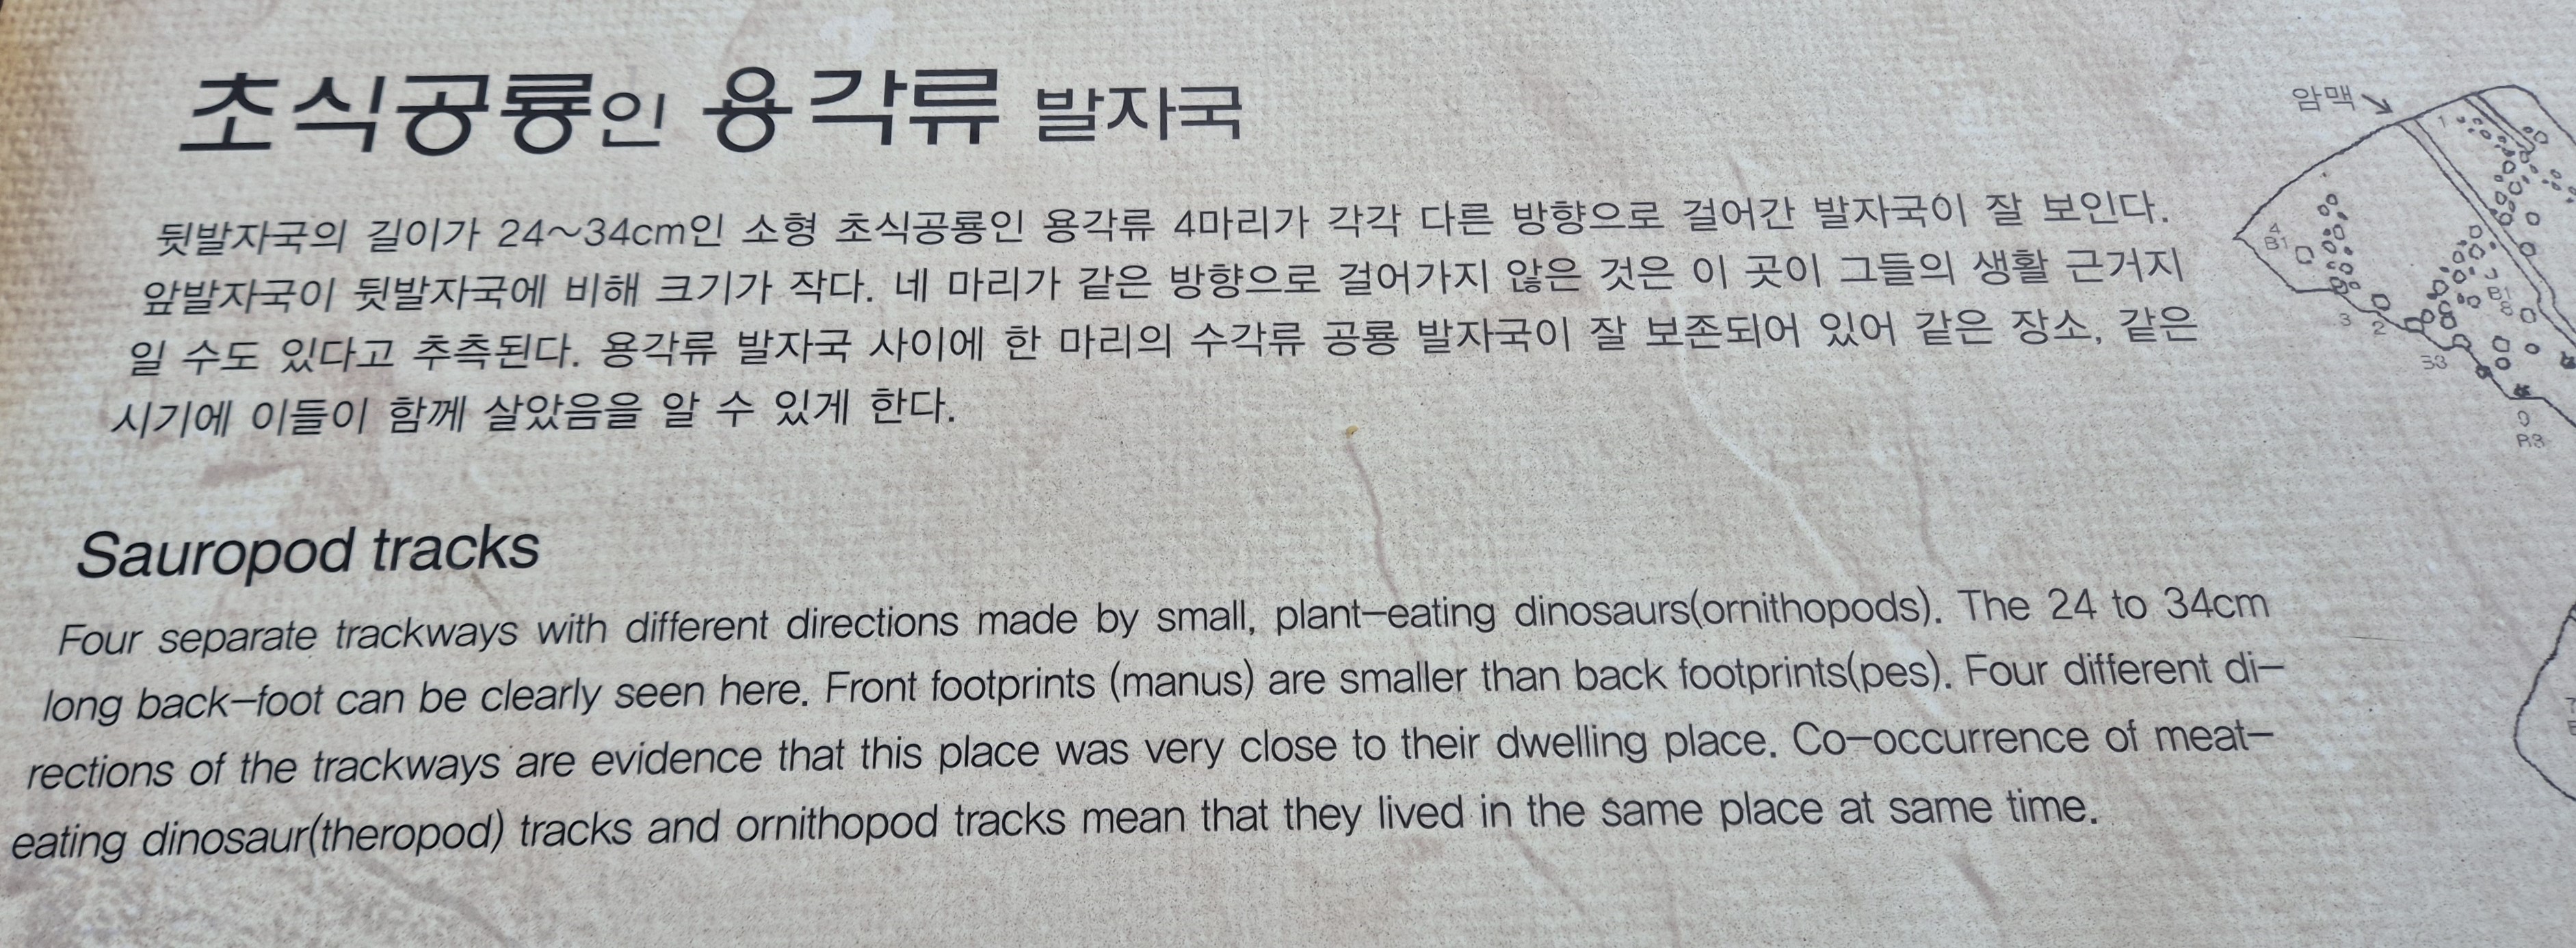 초식공룡인 용각류 발자국
뒷발자국의 길이가 24~34cm인 소형 초식공룡인 용각류 4마리가 각각 다른 방향으로 걸어간 발자국이 잘 보인다.
앞발자국이 뒷발자국에 비해 크기가 작다. 네 마리가 같은 방향으로 걸어가지 않은 것은 이 곳이 그들의 생활 근거지
일 수도 있다고 추측된다. 용각류 발자국 사이에 한 마리의 수각류 공룡 발자국이 잘 보존되어 있어 같은 장소, 같은
시기에 이들이 함께 살았음을 알 수 있게 한다.
Sauropod tracks
Four separate trackways with different directions made by small, plant-eating dinosaurs(ornithopods). The 24 to 34cm
long back-foot can be clearly seen here. Front footprints (manus) are smaller than back footprints(pes). Four different di-
rections of the trackways are evidence that this place was very close to their dwelling place. Co-occurrence of meat-
eating dinosaur(theropod) tracks and ornithopod tracks mean that they lived in the same place at same time.
암맥
1
4
B1
B1
3
2